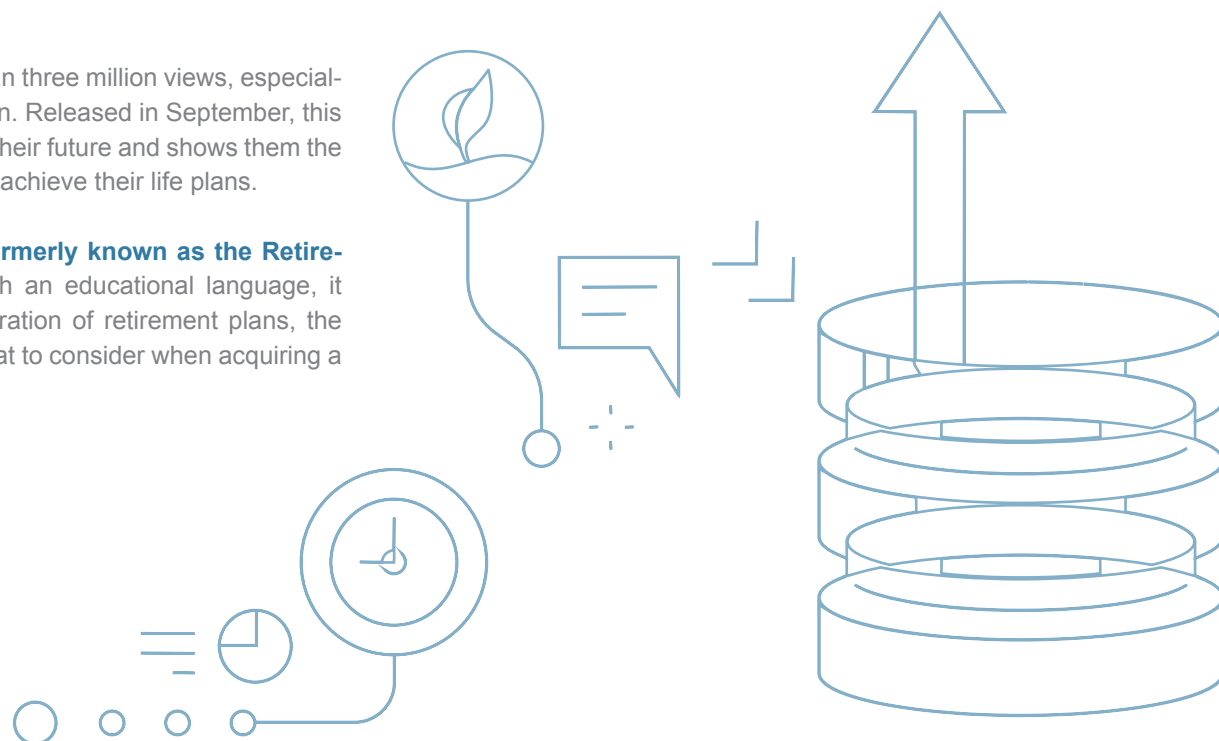 n three million views, especial-
n. Released in September, this
heir future and shows them the
achieve their life plans.
rmerly known as the Retire-
h an educational language, it
ration of retirement plans, the
at to consider when acquiring a